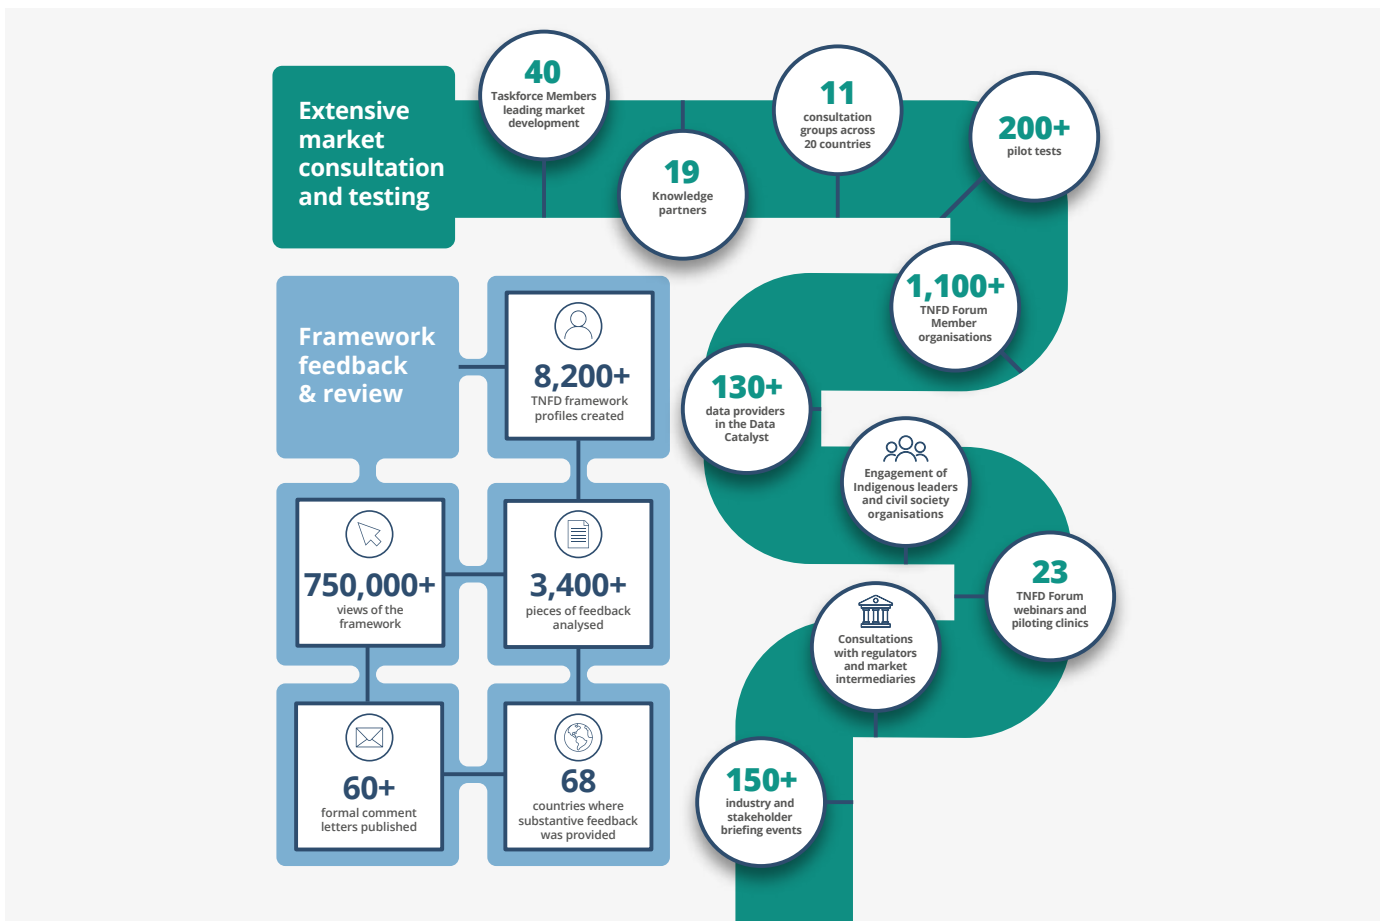 Extensive
market
consultation
and testing
40
Taskforce Members
leading market
development
19
Knowledge
partners
11
consultation
groups across
20 countries
200+
pilot tests
1,100+
TNFD Forum
Member
organisations
130+
data providers
in the Data
Catalyst
Engagement of
Indigenous leaders
and civil society
organisations
23
TNFD Forum
webinars and
piloting clinics
Consultations
with regulators
and market
intermediaries
150+
industry and
stakeholder
briefing events
Framework
feedback
& review
8,200+
TNFD framework
profiles created
750,000+
views of the
framework
3,400+
pieces of feedback
analysed
60+
formal comment
letters published
68
countries where
substantive feedback
was provided